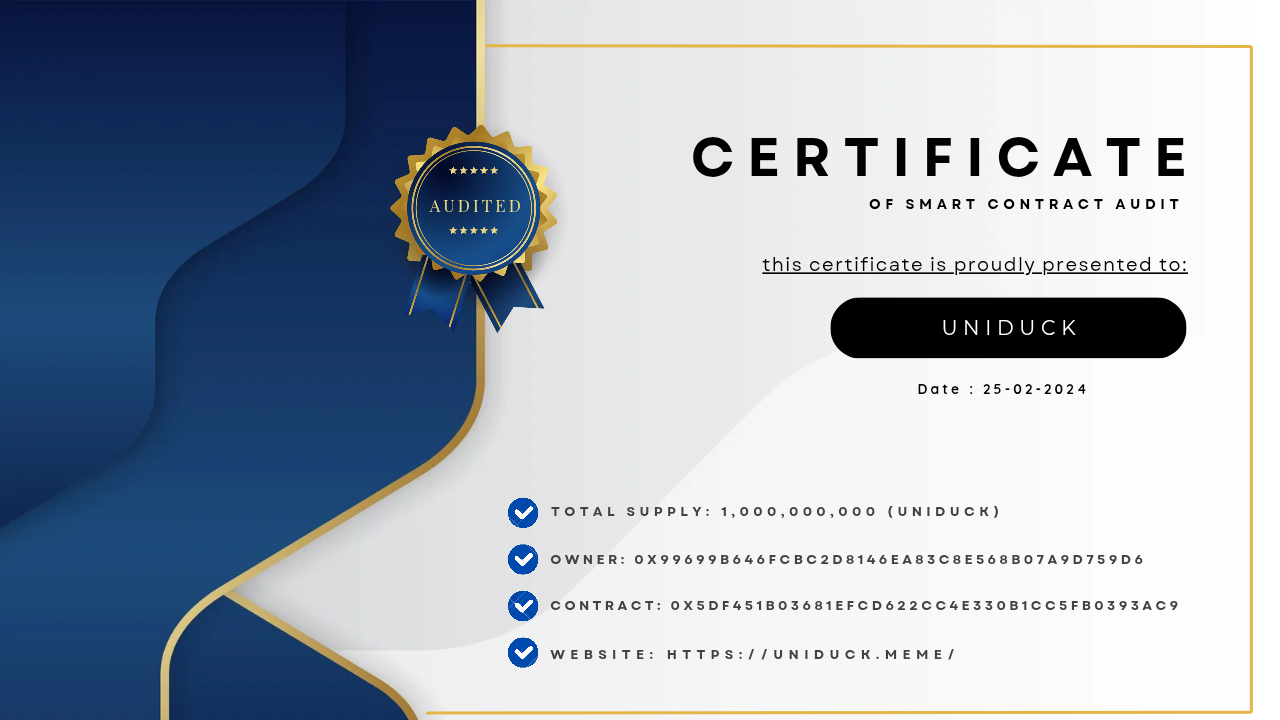 AUDITED
CERTIFICATE
OF SMART CONTRACT AUDIT
this certificate is proudly presented to:
UNIDUCK
Date : 25-02-2024
TOTAL SUPPLY: 1,000,000,000 (UNIDUCK)
OWNER: 0X99699B646FCBC2D8146EA83C8E568B07A9D759D6
CONTRACT: 0X5DF451B03681EFCD622CC4E330B1CC5FB0393AC9
WEBSITE: HTTPS://UNIDUCK.MEME/